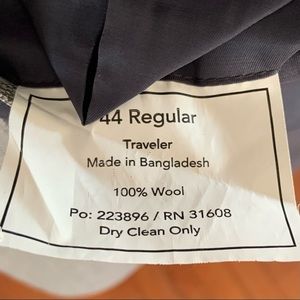 44 Regular
Traveler
Made in Bangladesh
100% Wool
Po: 223896 / RN 31608
Dry Clean Only